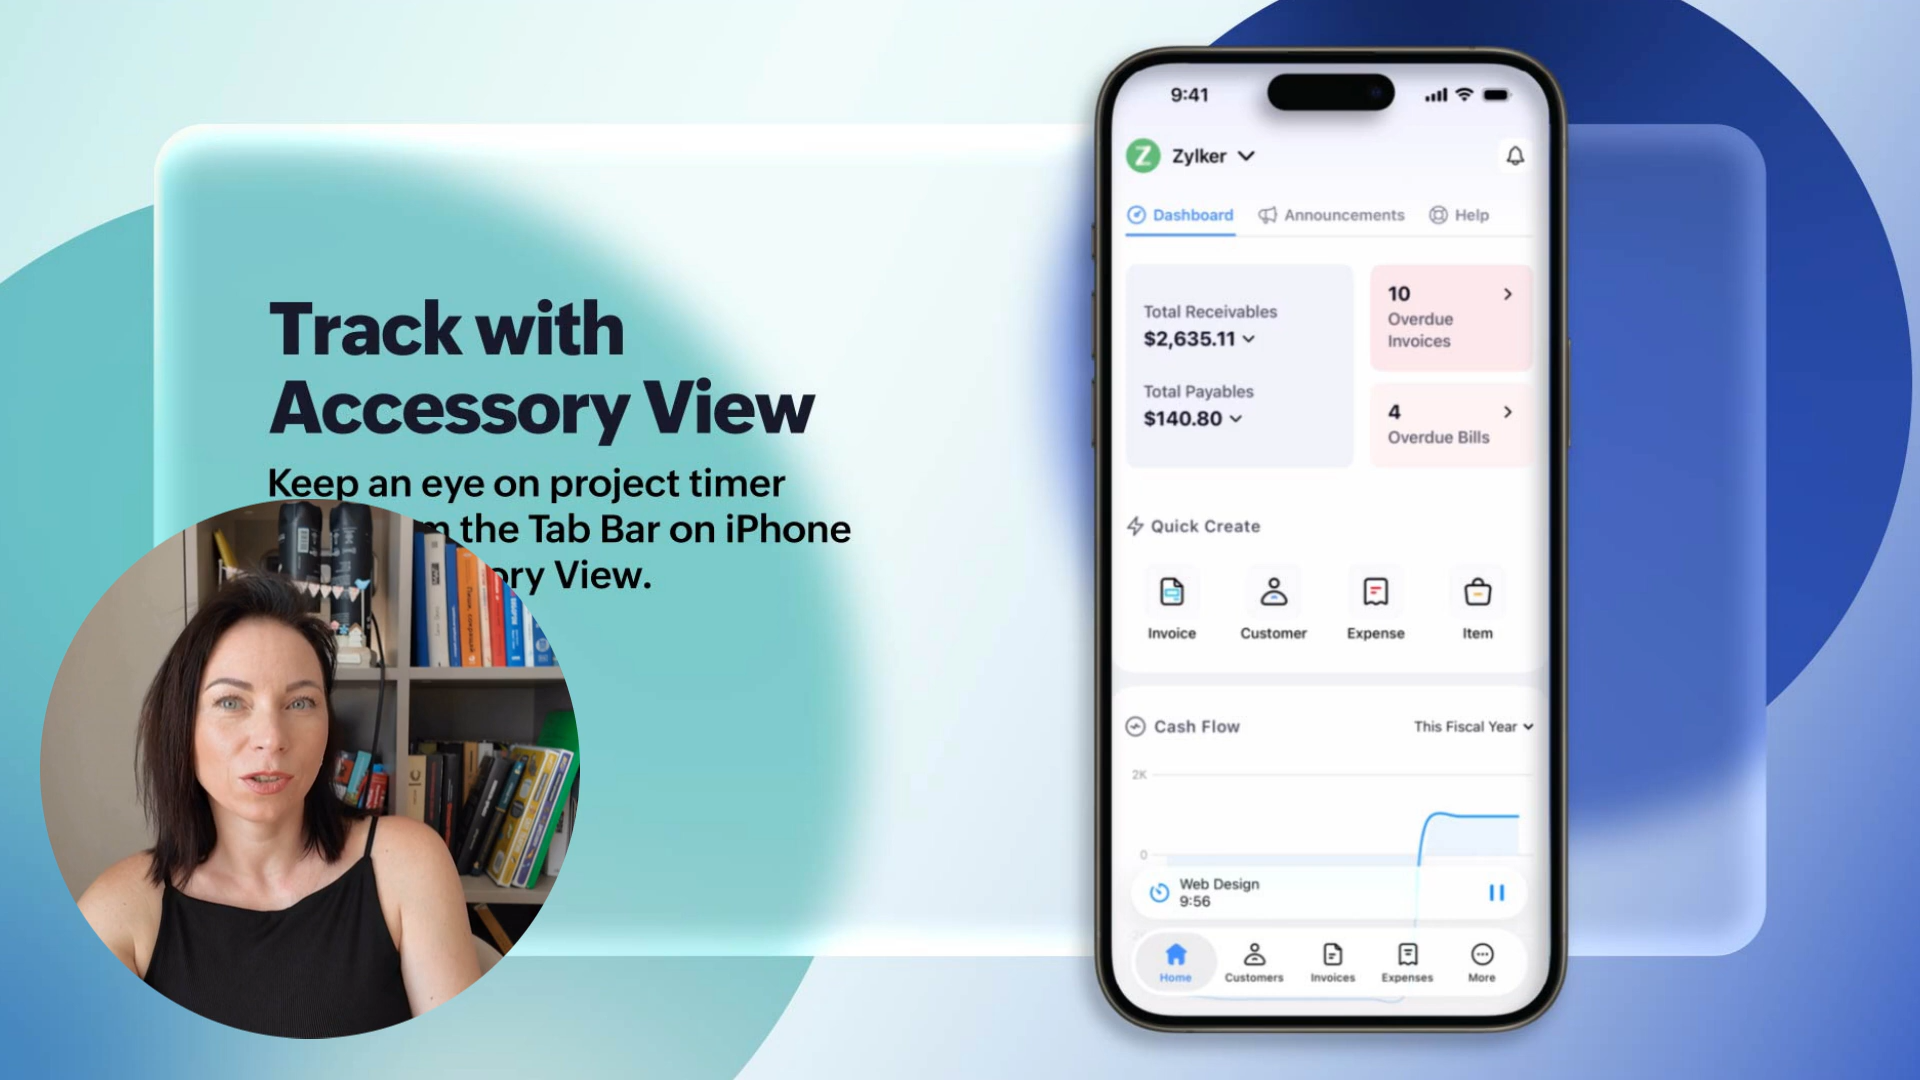 Track with
Accessory View
Keep an eye on project timer
the Tab Bar on iPhone
View.
9:41
Z Zylker
Dashboard Announcements Help
Total Receivables
$2,635.11
Total Payables
$140.80
10
Overdue
Invoices
4
Overdue Bills
Quick Create
Invoice Customer Expense Item
Cash Flow This Fiscal Year
2K
0
Web Design
9:56
Home Customers Invoices Expenses More